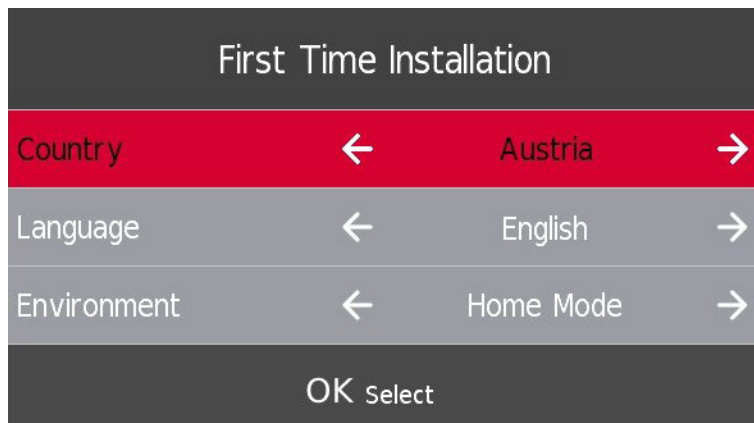 First Time Installation
Country ← Austria →
Language ← English →
Environment ← Home Mode →
OK Select